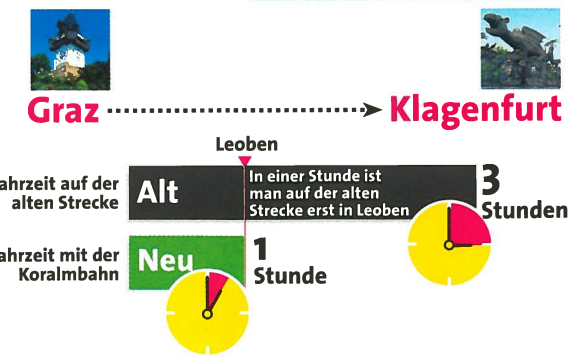 Graz
Klagenfurt
Leoben
ahrzeit auf der
alten Strecke
Alt
In einer Stunde ist
man auf der alten
Strecke erst in Leoben
3
Stunden
ahrzeit mit der
Koralmbahn
Neu
1
Stunde